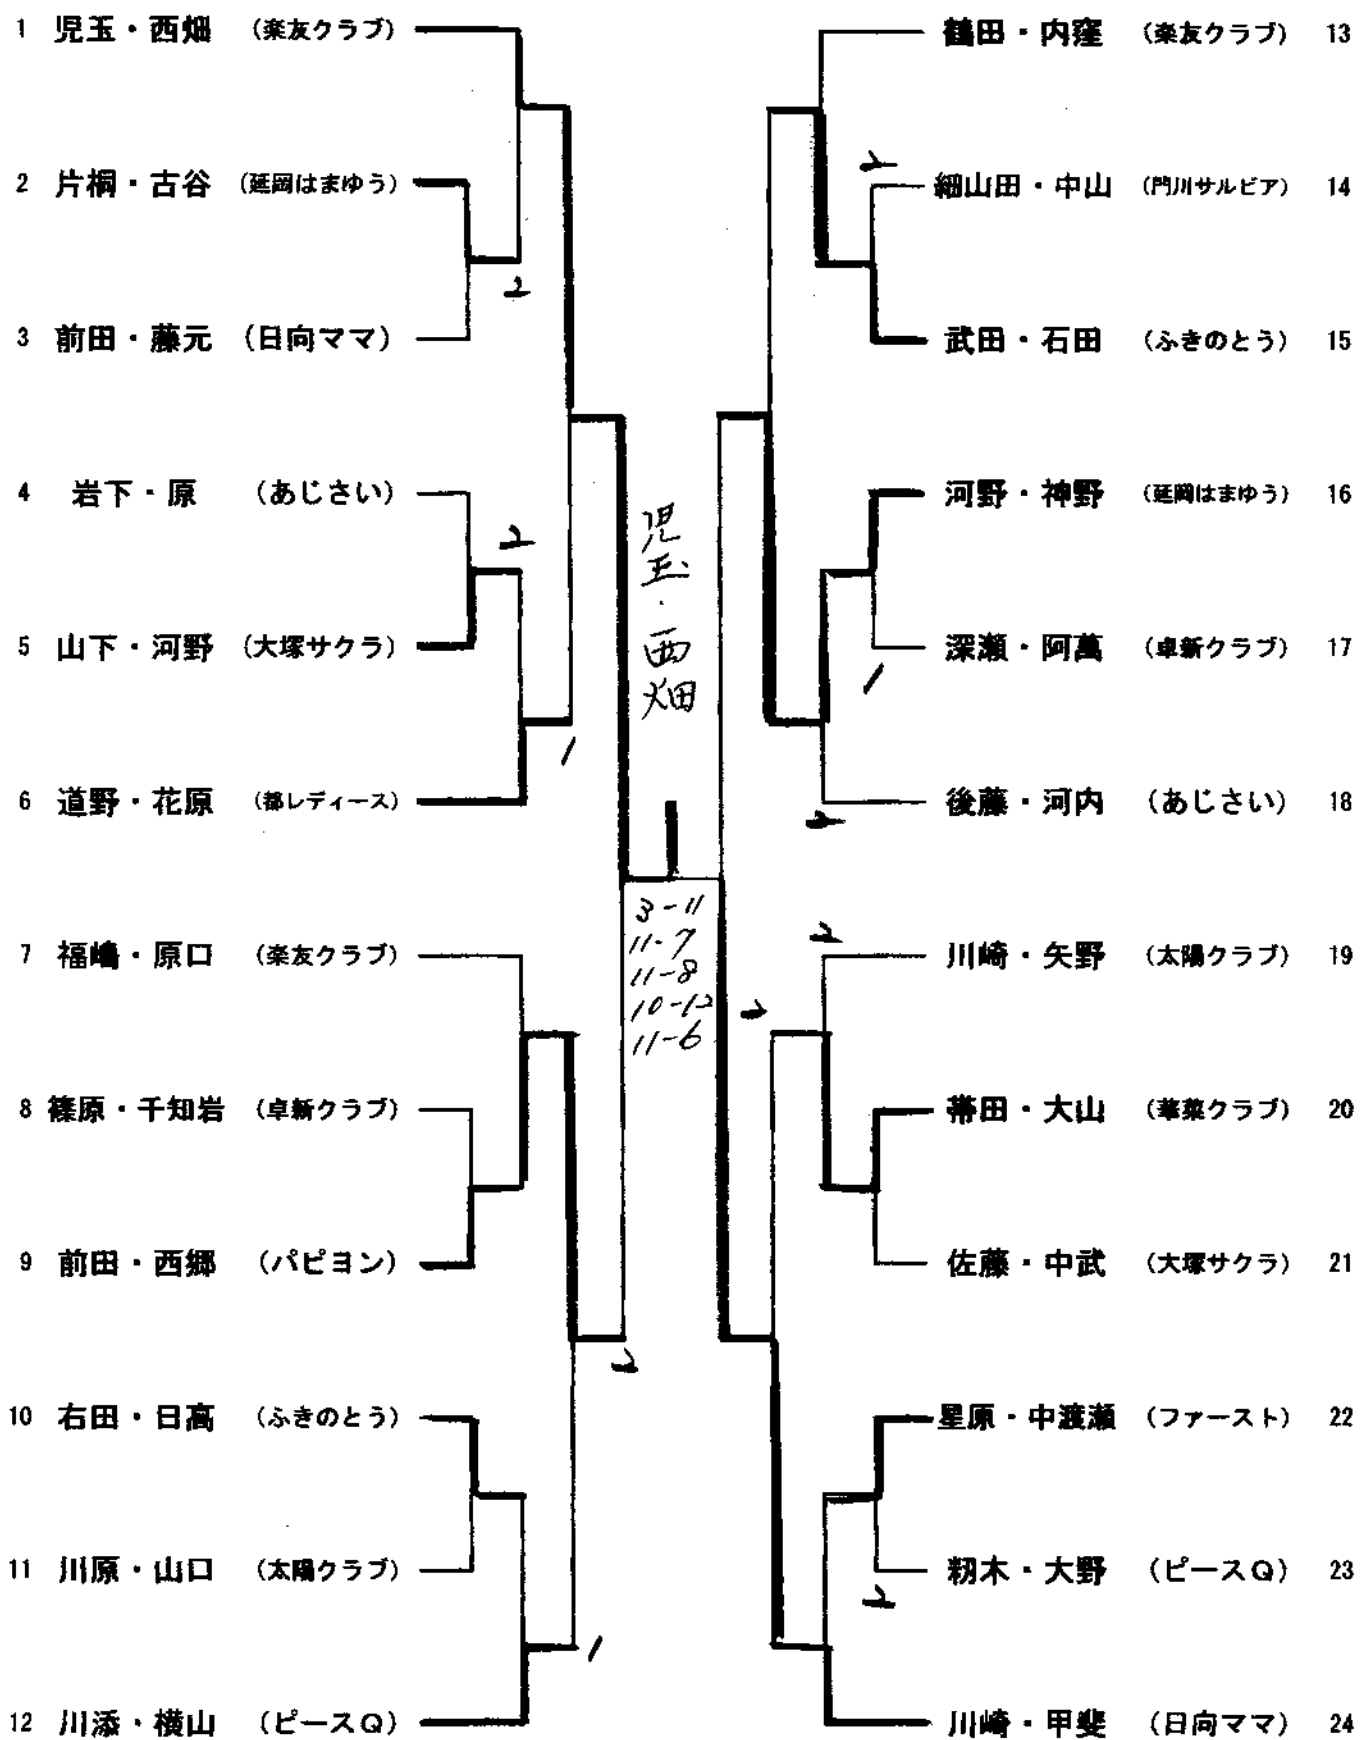 1 児玉・西畑 (楽友クラブ)
2 片桐・古谷 (延岡はまゆう)
2
3 前田・藤元 (日向ママ)
4 岩下・原 (あじさい)
2
5 山下・河野 (大塚サクラ)
1
6 道野・花原 (都レディース)
7 福嶋・原口 (楽友クラブ)
8 篠原・千知岩 (卓新クラブ)
9 前田・西郷 (パピヨン)
2
10 右田・日高 (ふきのとう)
11 川原・山口 (太陽クラブ)
1
12 川添・横山 (ピースQ)
児玉・西畑
3-11
11-7
11-8
10-12
11-6
鶴田・内窪 (楽友クラブ) 13
2
細山田・中山 (門川サルビア) 14
武田・石田 (ふきのとう) 15
河野・神野 (延岡はまゆう) 16
深瀬・阿萬 (卓新クラブ) 17
1
後藤・河内 (あじさい) 18
2
2
川崎・矢野 (太陽クラブ) 19
2
帯田・大山 (華菜クラブ) 20
佐藤・中武 (大塚サクラ) 21
星原・中渡瀬 (ファースト) 22
籾木・大野 (ピースQ) 23
2
川崎・甲斐 (日向ママ) 24